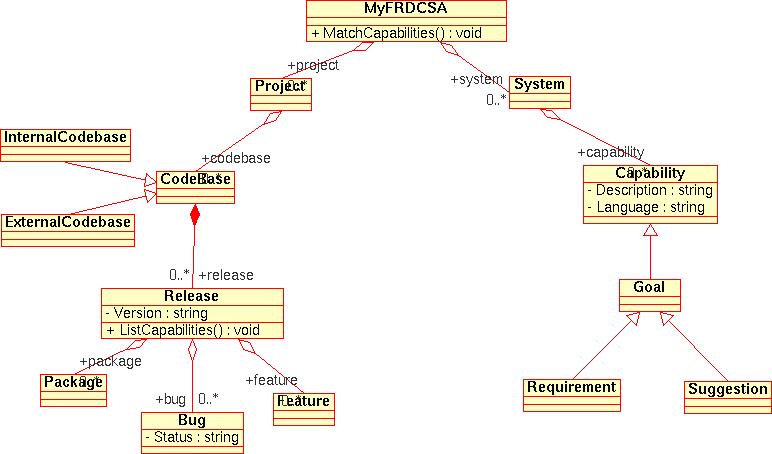 MyFRDCSA
+ MatchCapabilities() : void
+project
+system
Project
0..*
System
0..*
InternalCodebase
+codebase
+capability
CodeBase
0..*
Capability
0..*
- Description : string
- Language : string
ExternalCodebase
0..* +release
Release
- Version : string
+ ListCapabilities() : void
Goal
+package
Package
0..*
+bug 0..*
+feature
Feature
0..*
Bug
- Status : string
Requirement
Suggestion